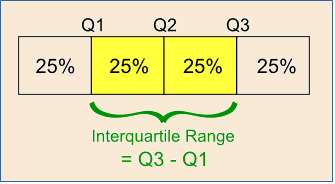 Q1 Q2 Q3
25% 25% 25% 25%
Interquartile Range
= Q3 - Q1